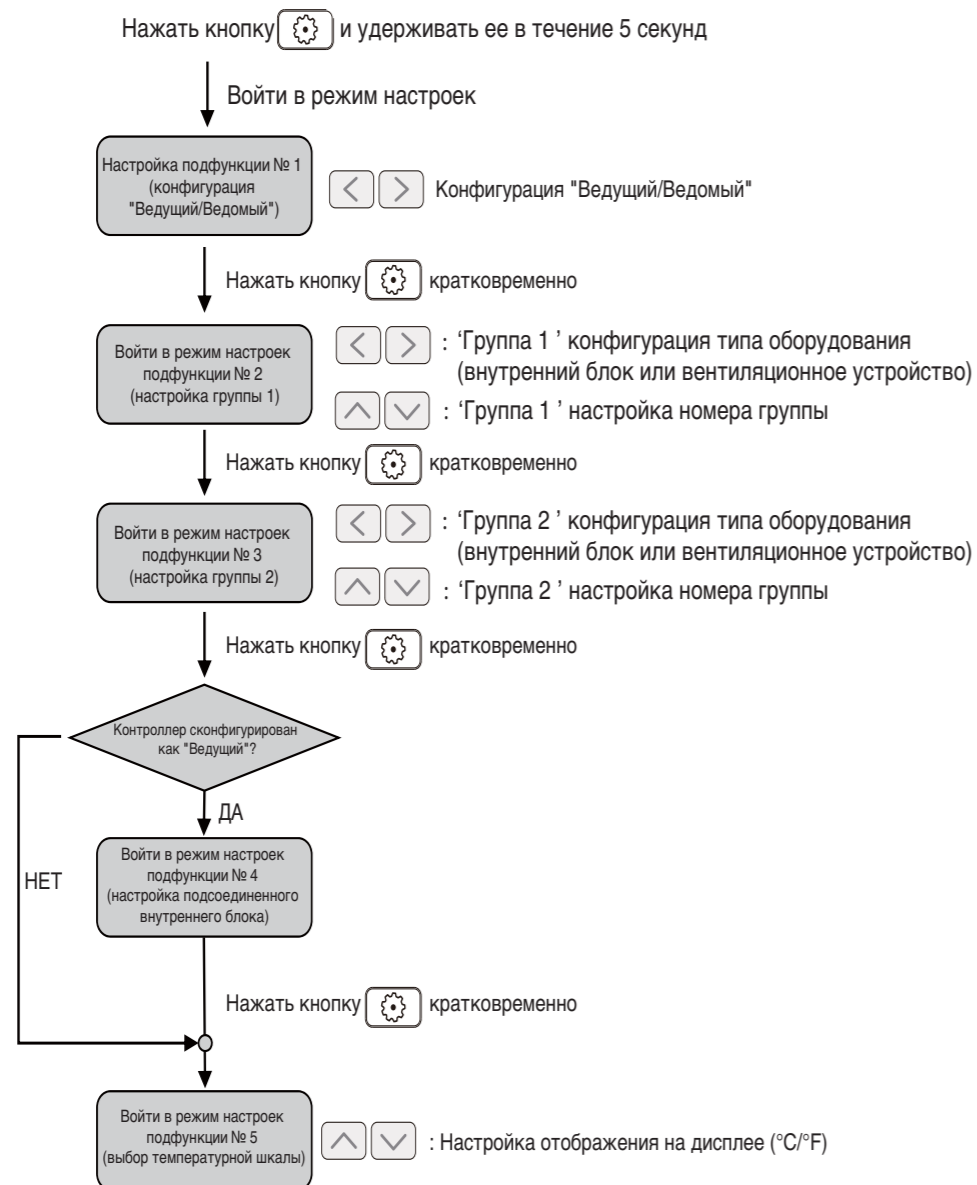 Нажать кнопку и удерживать ее в течение 5 секунд
Войти в режим настроек
Настройка подфункции № 1
(конфигурация
"Ведущий/Ведомый")
Конфигурация "Ведущий/Ведомый"
Нажать кнопку кратковременно
Войти в режим настроек
подфункции № 2
(настройка группы 1)
: ‘Группа 1 ’ конфигурация типа оборудования
(внутренний блок или вентиляционное устройство)
: ‘Группа 1 ’ настройка номера группы
Нажать кнопку кратковременно
Войти в режим настроек
подфункции № 3
(настройка группы 2)
: ‘Группа 2 ’ конфигурация типа оборудования
(внутренний блок или вентиляционное устройство)
: ‘Группа 2 ’ настройка номера группы
Нажать кнопку кратковременно
Контроллер сконфигурирован
как "Ведущий"?
ДА
НЕТ
Войти в режим настроек
подфункции № 4
(настройка подсоединенного
внутреннего блока)
Нажать кнопку кратковременно
Войти в режим настроек
подфункции № 5
(выбор температурной шкалы)
: Настройка отображения на дисплее (°C/°F)